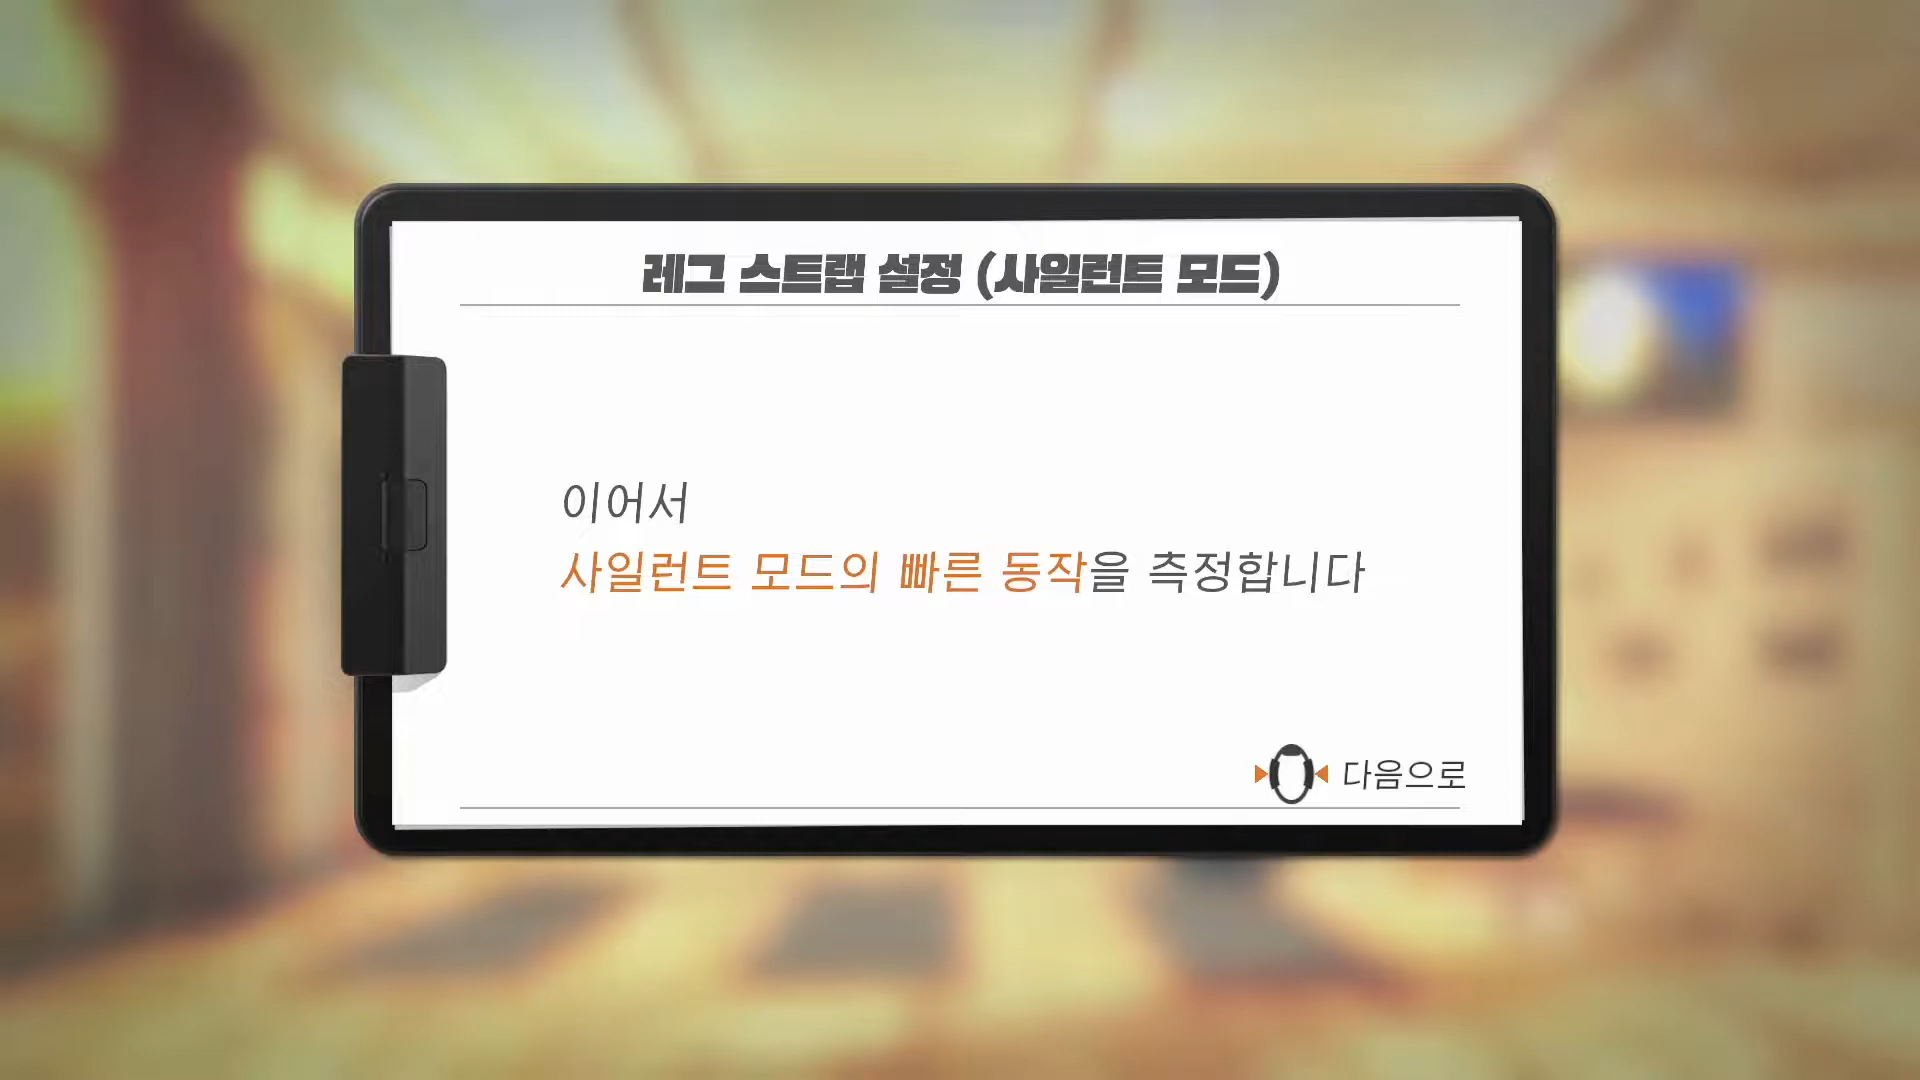 레그 스트랩 설정 (사일런트 모드)
이어서
사일런트 모드의 빠른 동작을 측정합니다
다음으로